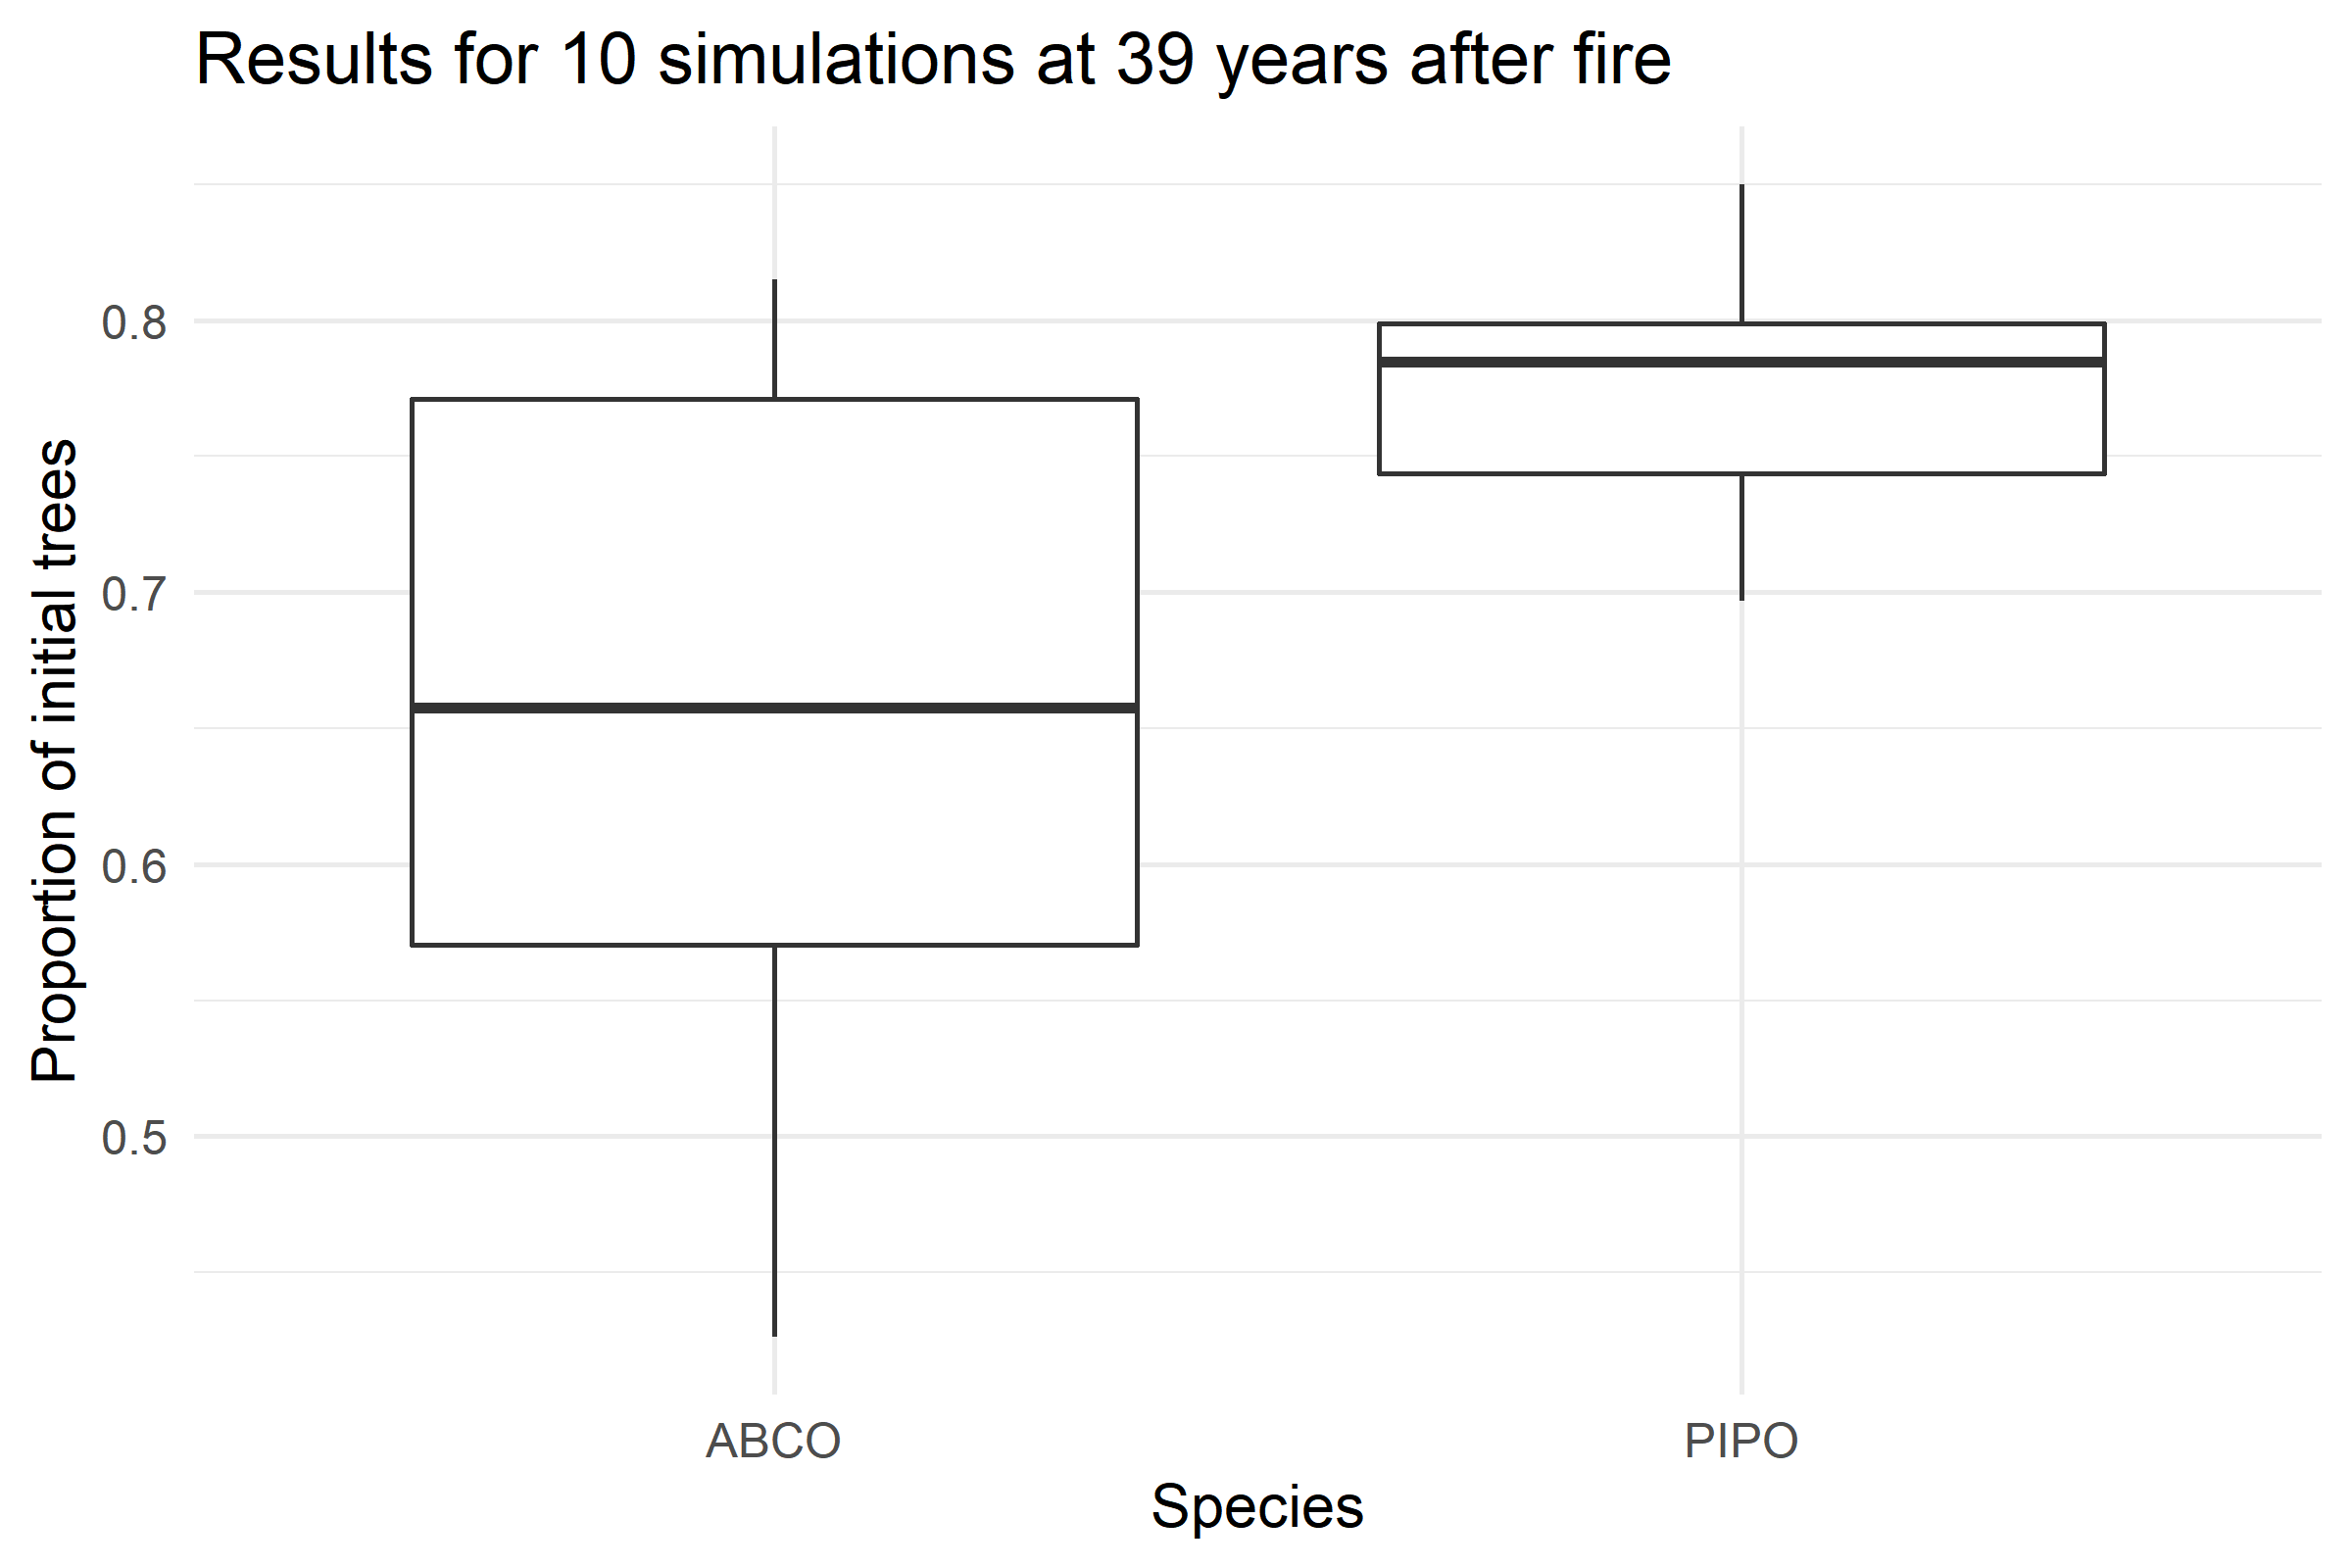 Results for 10 simulations at 39 years after fire
Proportion of initial trees
0.8
0.7
0.6
0.5
ABCO
PIPO
Species